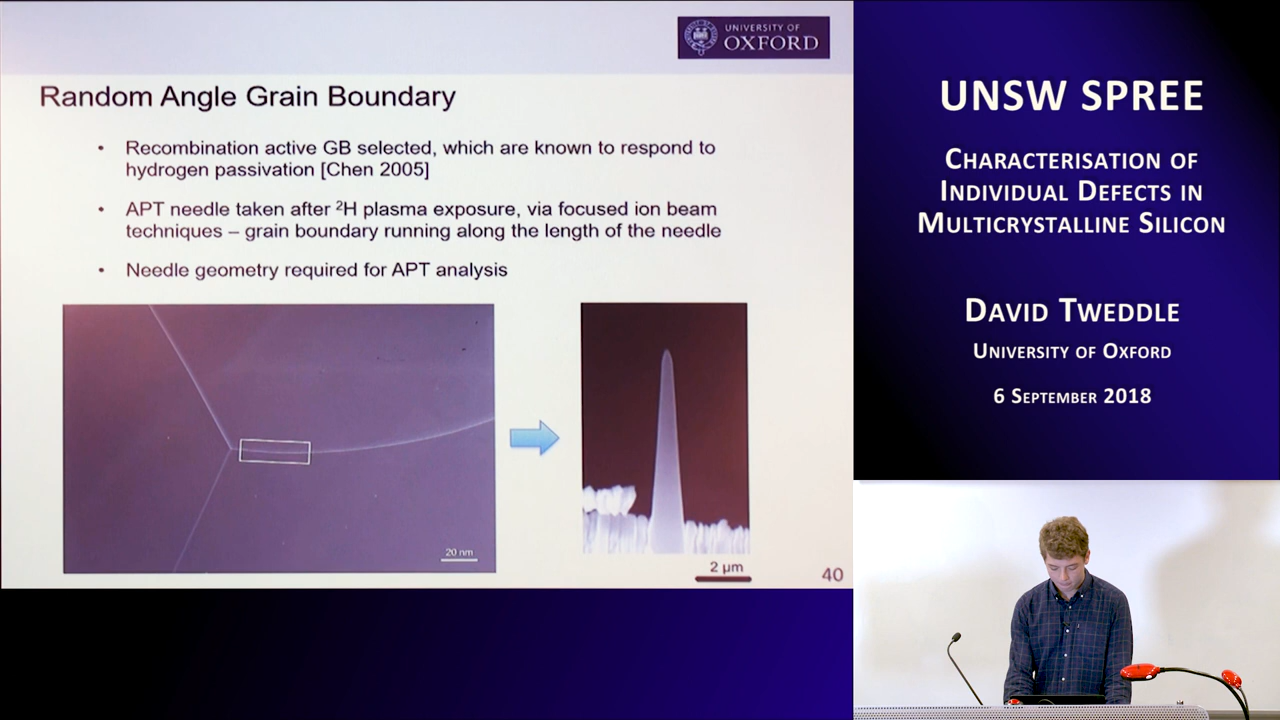 UNIVERSITY OF
OXFORD
Random Angle Grain Boundary
• Recombination active GB selected, which are known to respond to
hydrogen passivation [Chen 2005]
• APT needle taken after ²H plasma exposure, via focused ion beam
techniques – grain boundary running along the length of the needle
• Needle geometry required for APT analysis
20 nm
2 µm
40
UNSW SPREE
CHARACTERISATION OF
INDIVIDUAL DEFECTS IN
MULTICRYSTALLINE SILICON
DAVID TWEDDLE
UNIVERSITY OF OXFORD
6 SEPTEMBER 2018